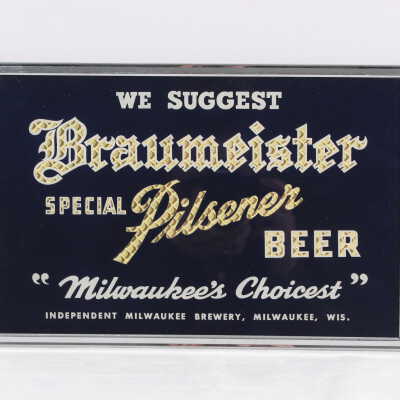 WE SUGGEST
Braumeister
SPECIAL Pilsener
BEER
"Milwaukee's Choicest"
INDEPENDENT MILWAUKEE BREWERY, MILWAUKEE, WIS.